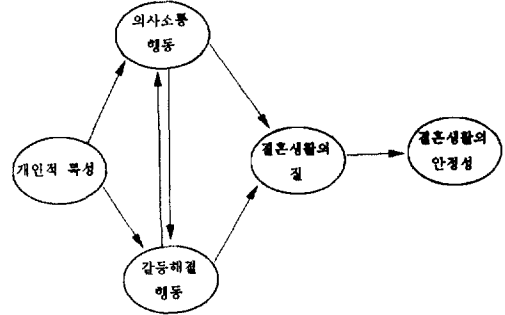 의사소통
행동
개인적 특성
결혼생활의
질
결혼생활의
안정성
갈등해결
행동